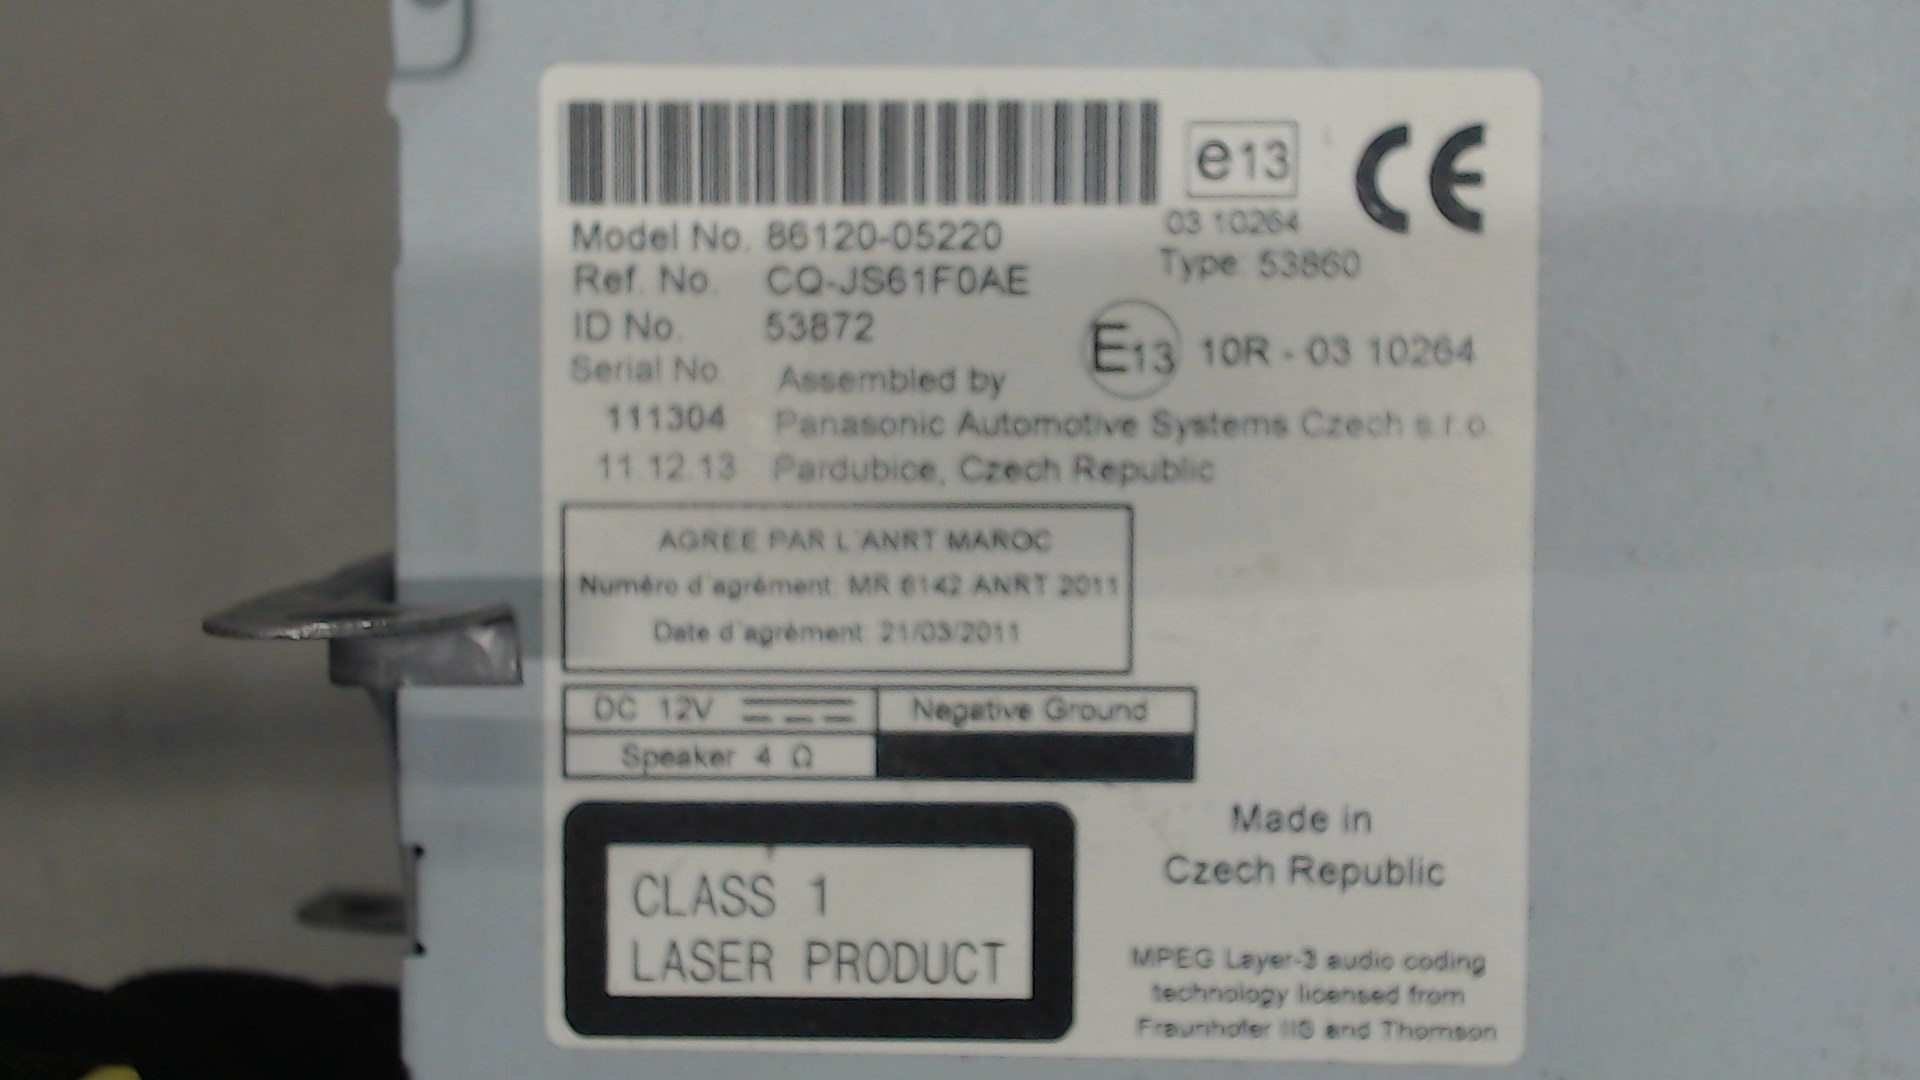 e13
CE
03 10264
Model No. 86120-05220
Type 53860
Ref. No. CQ-JS61F0AE
ID No. 53872
E13 10R - 03 10264
Serial No. Assembled by
111304 Panasonic Automotive Systems Czech s.r.o.
11.12.13 Pardubice, Czech Republic
AGREE PAR L'ANRT MAROC
Numéro d'agrément: MR 6142 ANRT 2011
Date d'agrément: 21/03/2011
DC 12V Negative Ground
Speaker 4 Ω
Made in
Czech Republic
CLASS 1
LASER PRODUCT
MPEG Layer-3 audio coding
technology licensed from
Fraunhofer IIS and Thomson